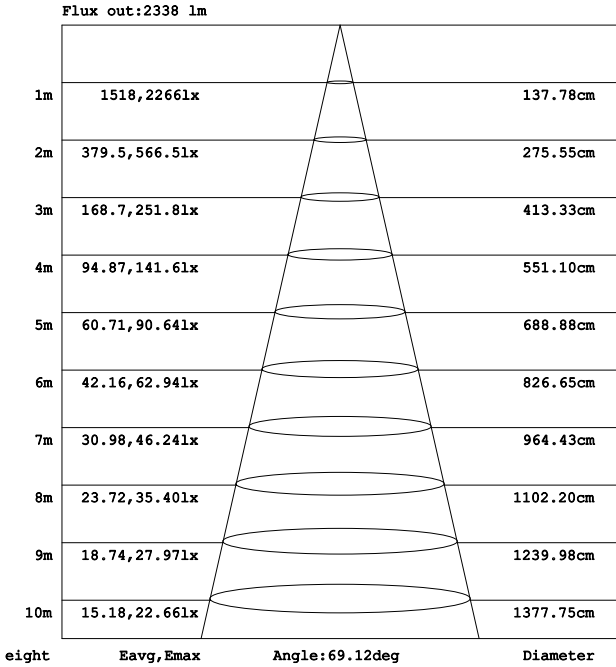 Flux out:2338 lm
1m 1518,2266lx 137.78cm
2m 379.5,566.5lx 275.55cm
3m 168.7,251.8lx 413.33cm
4m 94.87,141.6lx 551.10cm
5m 60.71,90.64lx 688.88cm
6m 42.16,62.94lx 826.65cm
7m 30.98,46.24lx 964.43cm
8m 23.72,35.40lx 1102.20cm
9m 18.74,27.97lx 1239.98cm
10m 15.18,22.66lx 1377.75cm
eight Eavg,Emax Angle:69.12deg Diameter